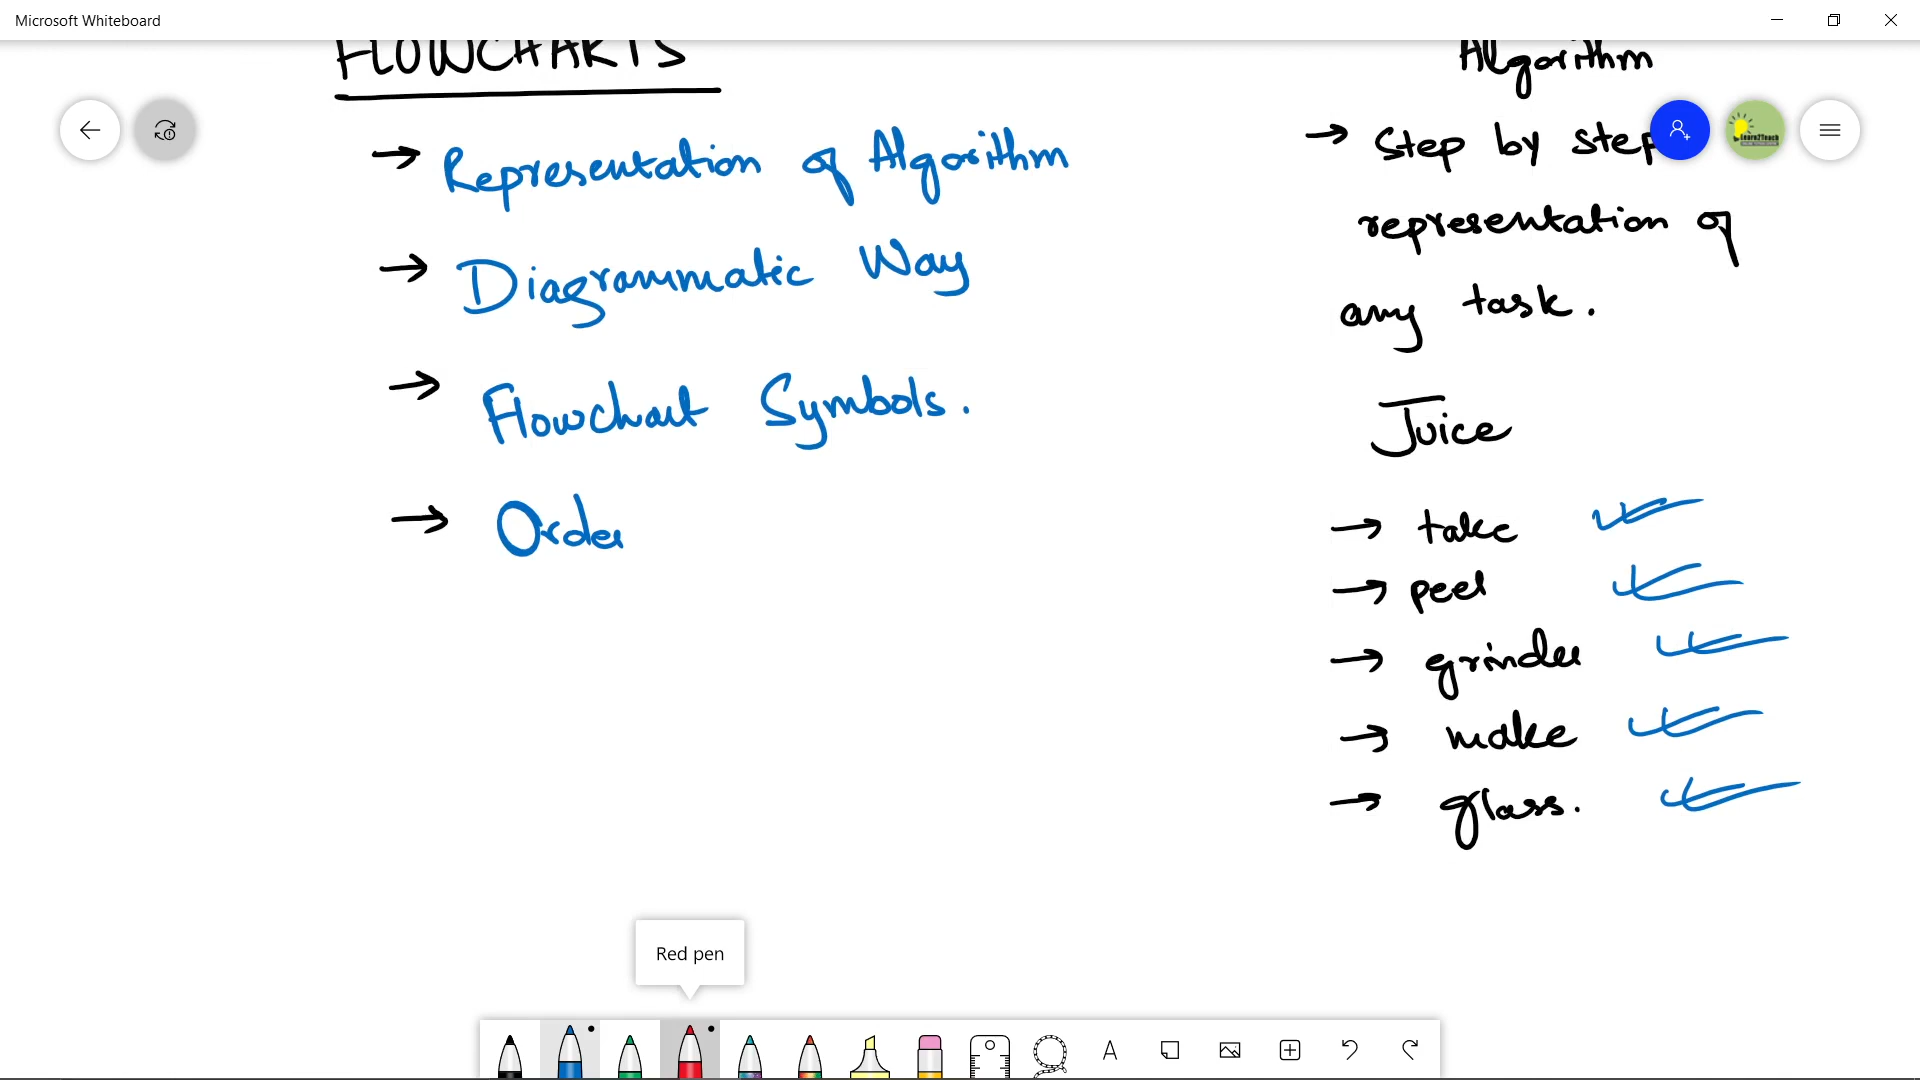 Microsoft Whiteboard
FLOWCHARTS
→ Representation of Algorithm
→ Diagrammatic Way
→ Flowchart Symbols.
→ Order
Algorithm
→ Step by step
representation of
any task.
Juice
→ take
→ peel
→ grinder
→ make
→ glass.
Learn2Teach
Red pen
A